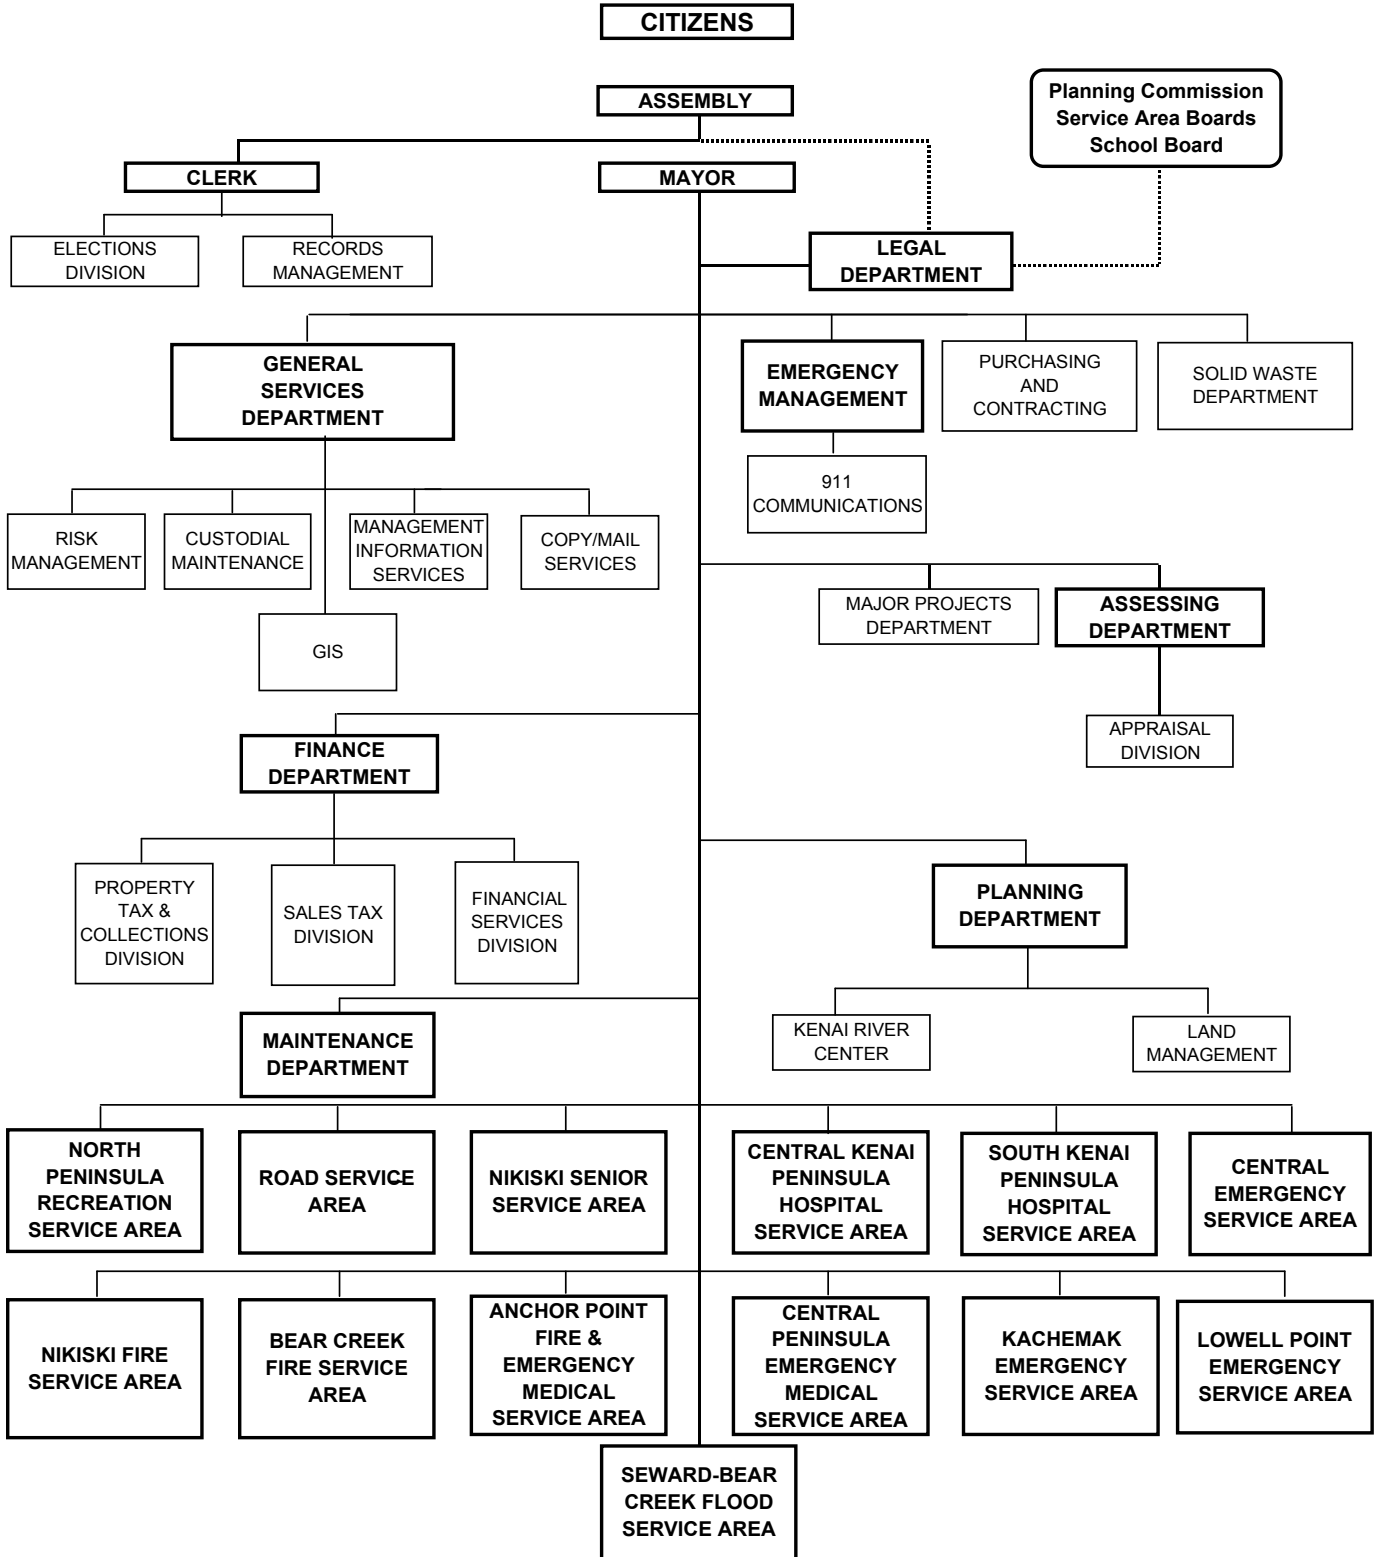 CITIZENS
ASSEMBLY
Planning Commission
Service Area Boards
School Board
CLERK
MAYOR
ELECTIONS
DIVISION
RECORDS
MANAGEMENT
LEGAL
DEPARTMENT
GENERAL
SERVICES
DEPARTMENT
EMERGENCY
MANAGEMENT
PURCHASING
AND
CONTRACTING
SOLID WASTE
DEPARTMENT
911
COMMUNICATIONS
RISK
MANAGEMENT
CUSTODIAL
MAINTENANCE
MANAGEMENT
INFORMATION
SERVICES
COPY/MAIL
SERVICES
GIS
MAJOR PROJECTS
DEPARTMENT
ASSESSING
DEPARTMENT
APPRAISAL
DIVISION
FINANCE
DEPARTMENT
PROPERTY
TAX &
COLLECTIONS
DIVISION
SALES TAX
DIVISION
FINANCIAL
SERVICES
DIVISION
PLANNING
DEPARTMENT
KENAI RIVER
CENTER
LAND
MANAGEMENT
MAINTENANCE
DEPARTMENT
NORTH
PENINSULA
RECREATION
SERVICE AREA
ROAD SERVICE
AREA
NIKISKI SENIOR
SERVICE AREA
CENTRAL KENAI
PENINSULA
HOSPITAL
SERVICE AREA
SOUTH KENAI
PENINSULA
HOSPITAL
SERVICE AREA
CENTRAL
EMERGENCY
SERVICE AREA
NIKISKI FIRE
SERVICE AREA
BEAR CREEK
FIRE SERVICE
AREA
ANCHOR POINT
FIRE &
EMERGENCY
MEDICAL
SERVICE AREA
CENTRAL
PENINSULA
EMERGENCY
MEDICAL
SERVICE AREA
KACHEMAK
EMERGENCY
SERVICE AREA
LOWELL POINT
EMERGENCY
SERVICE AREA
SEWARD-BEAR
CREEK FLOOD
SERVICE AREA